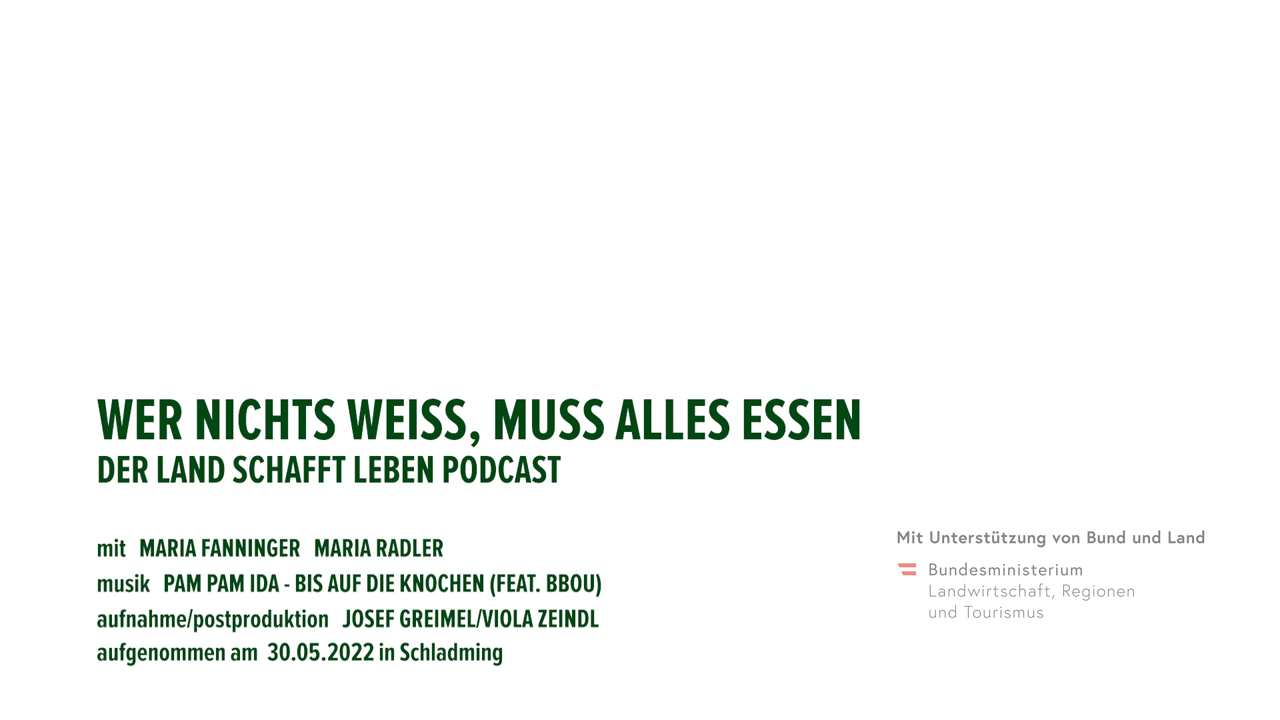 WER NICHTS WEISS, MUSS ALLES ESSEN
DER LAND SCHAFFT LEBEN PODCAST
mit MARIA FANNINGER MARIA RADLER
musik PAM PAM IDA - BIS AUF DIE KNOCHEN (FEAT. BBOU)
aufnahme/postproduktion JOSEF GREIMEL/VIOLA ZEINDL
aufgenommen am 30.05.2022 in Schladming
Mit Unterstützung von Bund und Land
Bundesministerium
Landwirtschaft, Regionen
und Tourismus